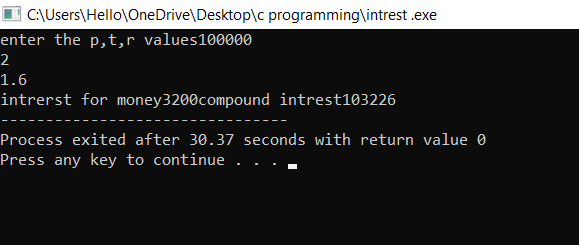 C:\Users\Hello\OneDrive\Desktop\c programming\intrest .exe
enter the p,t,r values100000
2
1.6
intrerst for money3200compound intrest103226
--------------------------------
Process exited after 30.37 seconds with return value 0
Press any key to continue . . .